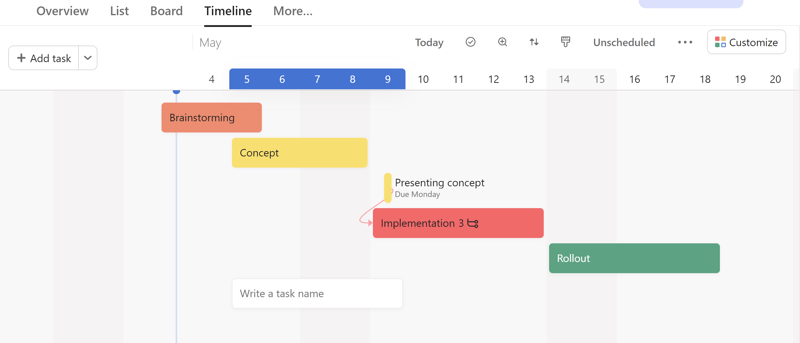 Overview List Board Timeline More...
May Today Unscheduled Customize
Add task
4 5 6 7 8 9 10 11 12 13 14 15 16 17 18 19 20
Brainstorming
Concept
Presenting concept
Due Monday
Implementation 3
Rollout
Write a task name